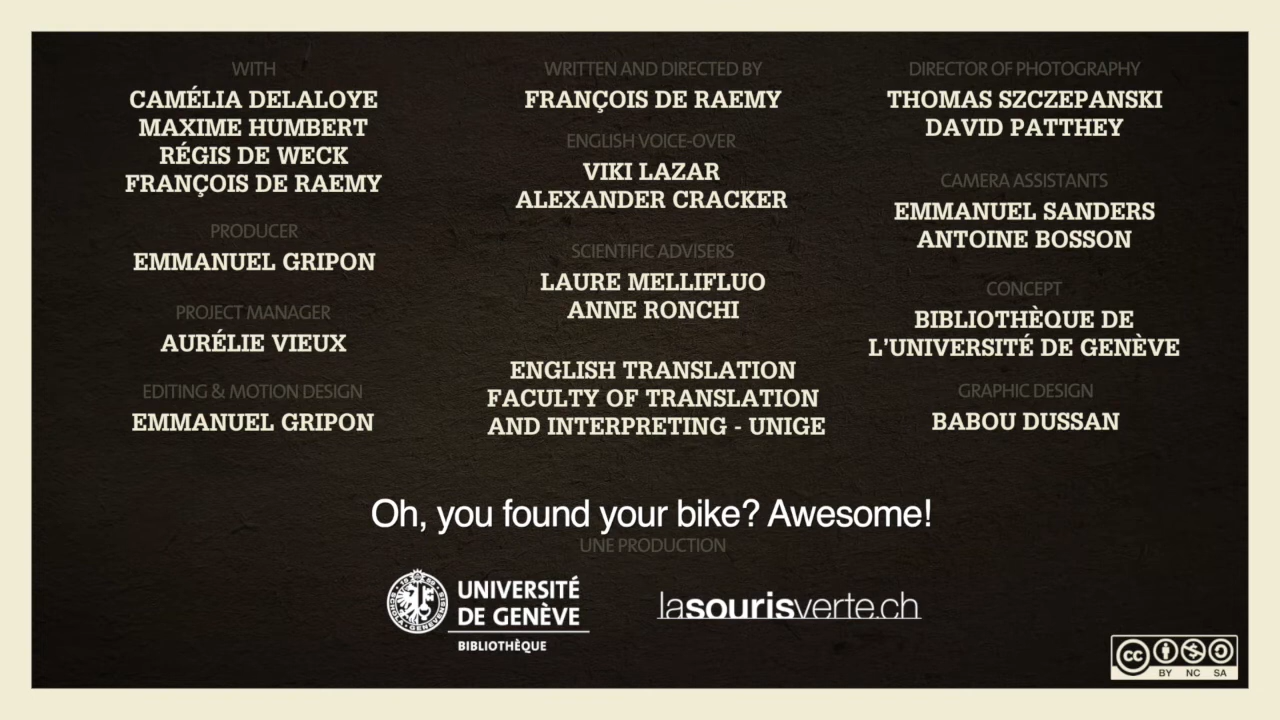 WITH
CAMÉLIA DELALOYE
MAXIME HUMBERT
RÉGIS DE WECK
FRANÇOIS DE RAEMY
PRODUCER
EMMANUEL GRIPON
PROJECT MANAGER
AURÉLIE VIEUX
EDITING & MOTION DESIGN
EMMANUEL GRIPON
WRITTEN AND DIRECTED BY
FRANÇOIS DE RAEMY
ENGLISH VOICE-OVER
VIKI LAZAR
ALEXANDER CRACKER
SCIENTIFIC ADVISERS
LAURE MELLIFLUO
ANNE RONCHI
ENGLISH TRANSLATION
FACULTY OF TRANSLATION
AND INTERPRETING - UNIGE
DIRECTOR OF PHOTOGRAPHY
THOMAS SZCZEPANSKI
DAVID PATTHEY
CAMERA ASSISTANTS
EMMANUEL SANDERS
ANTOINE BOSSON
CONCEPT
BIBLIOTHÈQUE DE
L'UNIVERSITÉ DE GENÈVE
GRAPHIC DESIGN
BABOU DUSSAN
Oh, you found your bike? Awesome!
UNE PRODUCTION
UNIVERSITÉ
DE GENÈVE
BIBLIOTHÈQUE
lasourisverte.ch
cc
BY NC SA